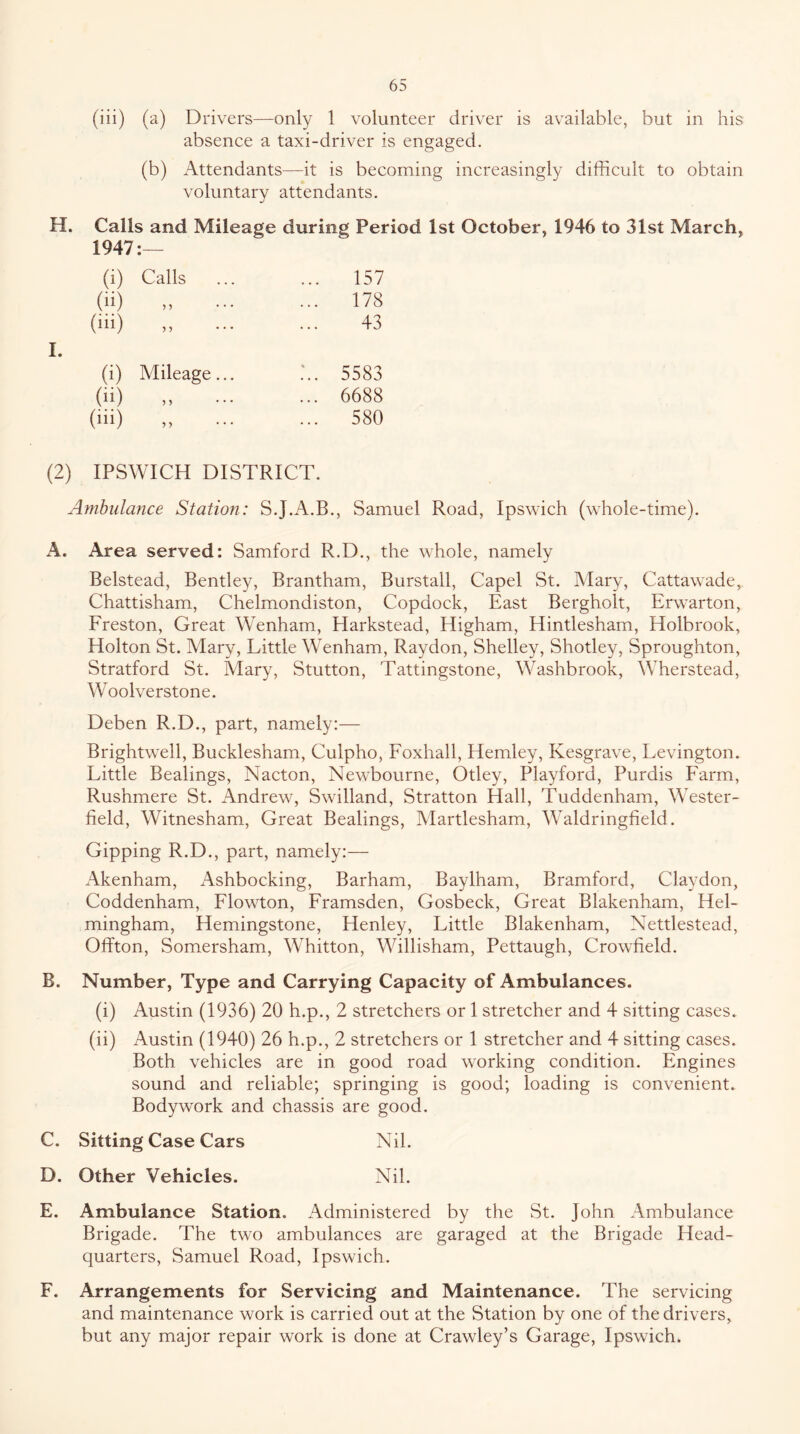 65
(iii) (a) Drivers—only 1 volunteer driver is available, but in his
absence a taxi-driver is engaged.
(b) Attendants—it is becoming increasingly difficult to obtain
voluntary attendants.
H. Calls and Mileage during Period 1st October, 1946 to 31st March,
1947:—
(i) Calls ... ... 157
(ii) ,, ... ... 178
(iii) ,, ... ... 43
I.
(i) Mileage... ... 5583
(ii) ,, ... ... 6688
(iii) ,, ... ... 580
(2) IPSWICH DISTRICT.
Ambulance Station: S.J.A.B., Samuel Road, Ipswich (whole-time).
A. Area served: Samford R.D., the whole, namely
Belstead, Bentley, Brantham, Burstall, Capel St. Mary, Cattawade,
Chattisham, Chelmondiston, Copdock, East Bergholt, Erwarton,
Freston, Great Wenham, Harkstead, Higham, Hintlesham, Holbrook,
Holton St. Mary, Little Wenham, Raydon, Shelley, Shotley, Sproughton,
Stratford St. Mary, Stutton, Tattingstone, Washbrook, Wherstead,
Woolverstone.
Deben R.D., part, namely:—
Brightwell, Bucklesham, Culpho, Foxhall, Hemley, Kesgrave, Levington.
Little Bealings, Nacton, Newbourne, Otley, Playford, Purdis Farm,
Rushmere St. Andrew, Swilland, Stratton Hall, Tuddenham, Wester-
field, Witnesham, Great Bealings, Martlesham, Waldringfield.
Gipping R.D., part, namely:—
Akenham, Ashbocking, Barham, Baylham, Bramford, Claydon,
Coddenham, Flowton, Framsden, Gosbeck, Great Blakenham, Hel-
mingham, Hemingstone, Henley, Little Blakenham, Nettlestead,
Offton, Somersham, Whitton, Willisham, Pettaugh, Crowfield.
B. Number, Type and Carrying Capacity of Ambulances.
(i) Austin (1936) 20 h.p., 2 stretchers or 1 stretcher and 4 sitting cases.
(ii) Austin (1940) 26 h.p., 2 stretchers or 1 stretcher and 4 sitting cases.
Both vehicles are in good road working condition. Engines
sound and reliable; springing is good; loading is convenient.
Bodywork and chassis are good.
C. Sitting Case Cars Nil.
D. Other Vehicles. Nil.
E. Ambulance Station. Administered by the St. John Ambulance
Brigade. The two ambulances are garaged at the Brigade Head-
quarters, Samuel Road, Ipswich.
F. Arrangements for Servicing and Maintenance. The servicing
and maintenance work is carried out at the Station by one of the drivers,
but any major repair work is done at Crawley's Garage, Ipswich.